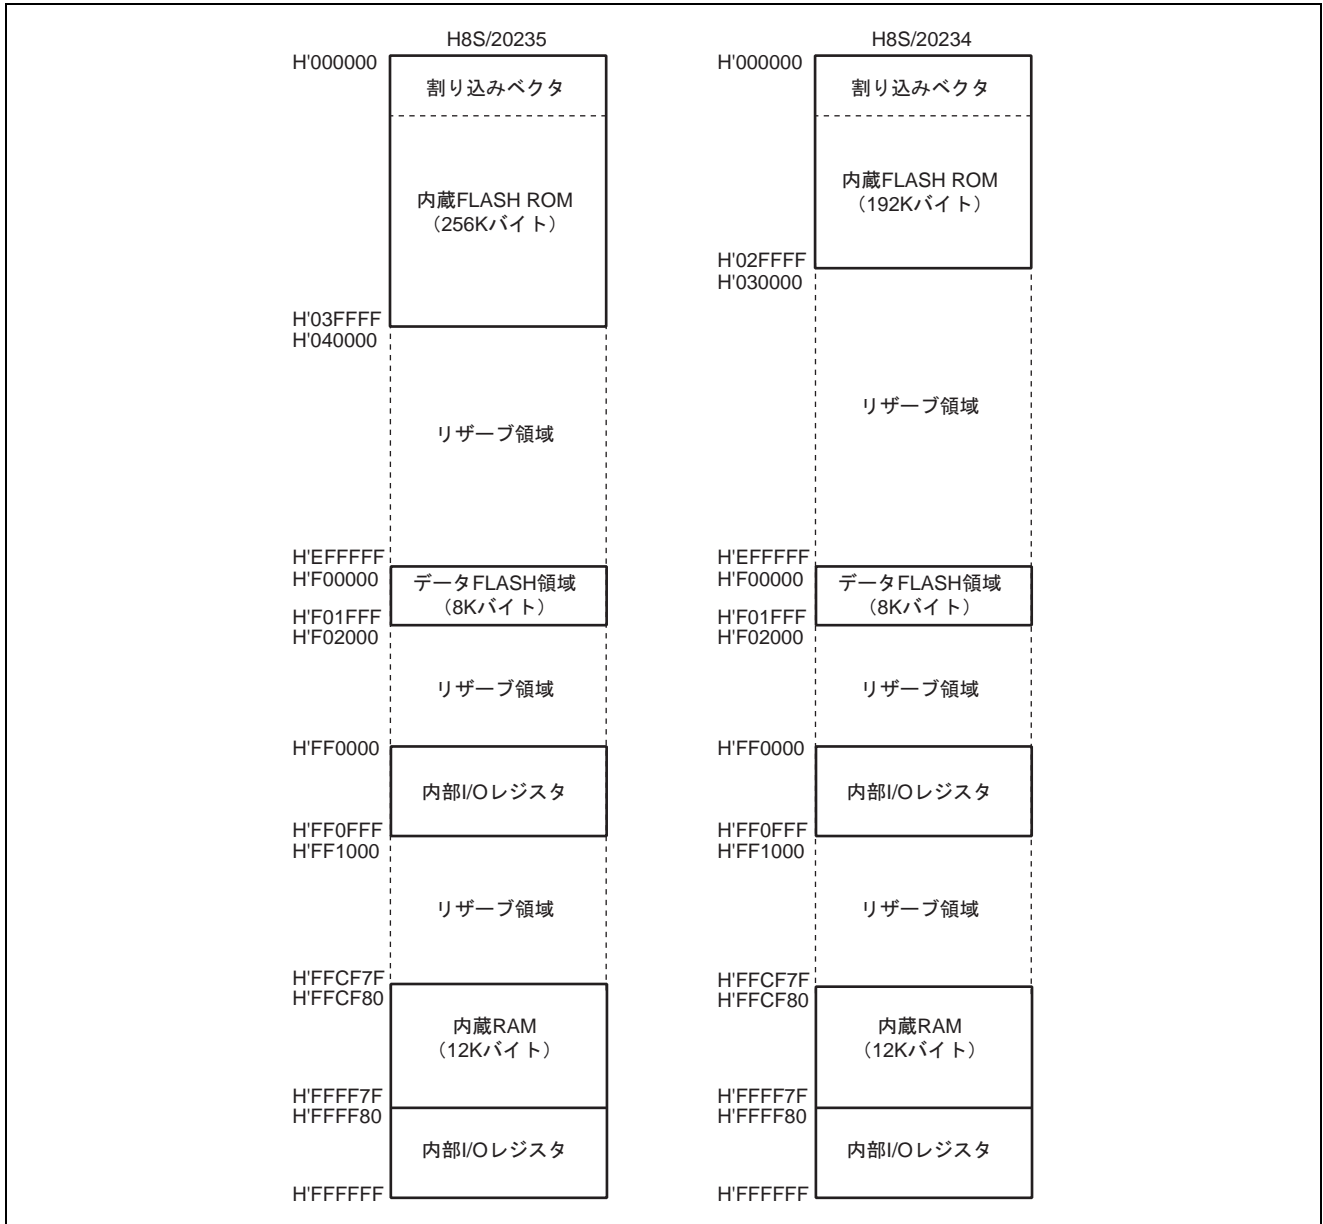 H8S/20235
H'000000
割り込みベクタ
内蔵FLASH ROM
（256Kバイト）
H'03FFFF
H'040000
リザーブ領域
H'EFFFFF
H'F00000
データFLASH領域
（8Kバイト）
H'F01FFF
H'F02000
リザーブ領域
H'FF0000
内部I/Oレジスタ
H'FF0FFF
H'FF1000
リザーブ領域
H'FFCF7F
H'FFCF80
内蔵RAM
（12Kバイト）
H'FFFF7F
H'FFFF80
内部I/Oレジスタ
H'FFFFFF
H8S/20234
H'000000
割り込みベクタ
内蔵FLASH ROM
（192Kバイト）
H'02FFFF
H'030000
リザーブ領域
H'EFFFFF
H'F00000
データFLASH領域
（8Kバイト）
H'F01FFF
H'F02000
リザーブ領域
H'FF0000
内部I/Oレジスタ
H'FF0FFF
H'FF1000
リザーブ領域
H'FFCF7F
H'FFCF80
内蔵RAM
（12Kバイト）
H'FFFF7F
H'FFFF80
内部I/Oレジスタ
H'FFFFFF